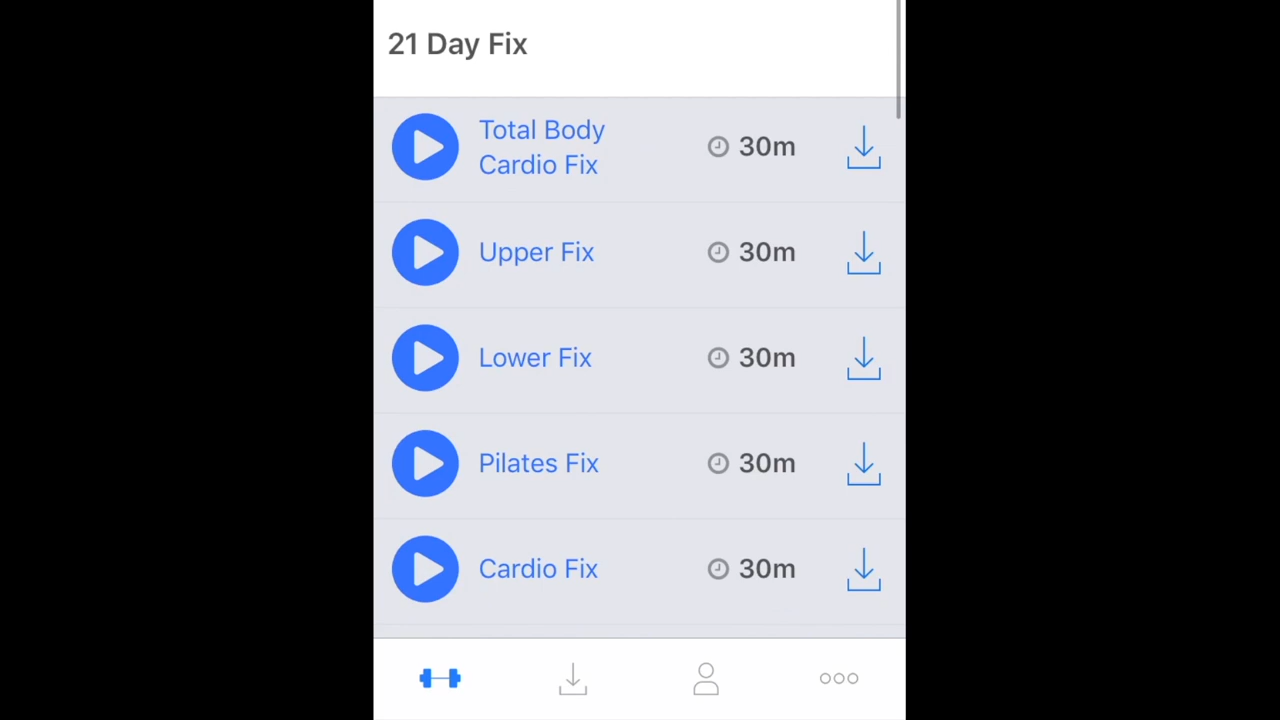 21 Day Fix
Total Body
Cardio Fix
30m
Upper Fix
30m
Lower Fix
30m
Pilates Fix
30m
Cardio Fix
30m